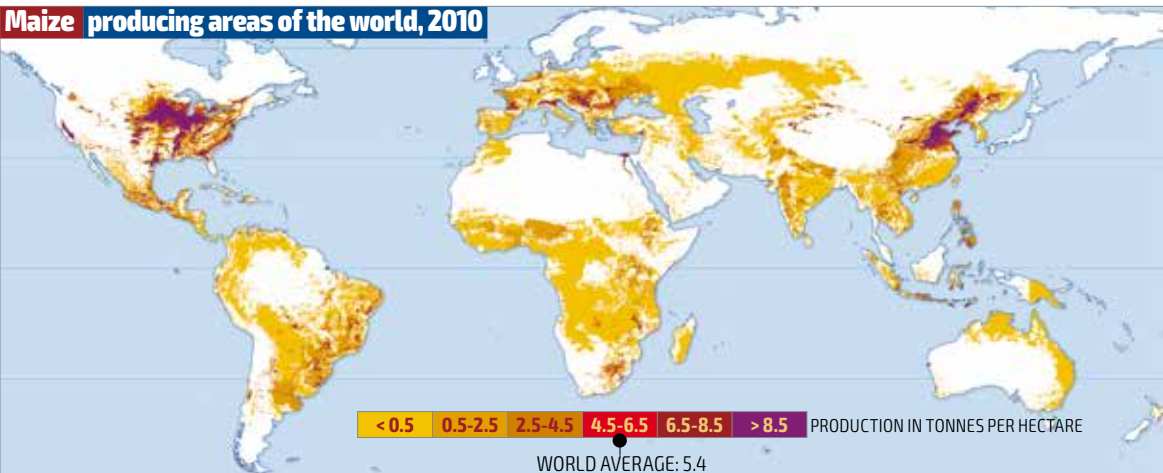 Maize producing areas of the world, 2010
< 0.5 0.5-2.5 2.5-4.5 4.5-6.5 6.5-8.5 > 8.5 PRODUCTION IN TONNES PER HECTARE
WORLD AVERAGE: 5.4